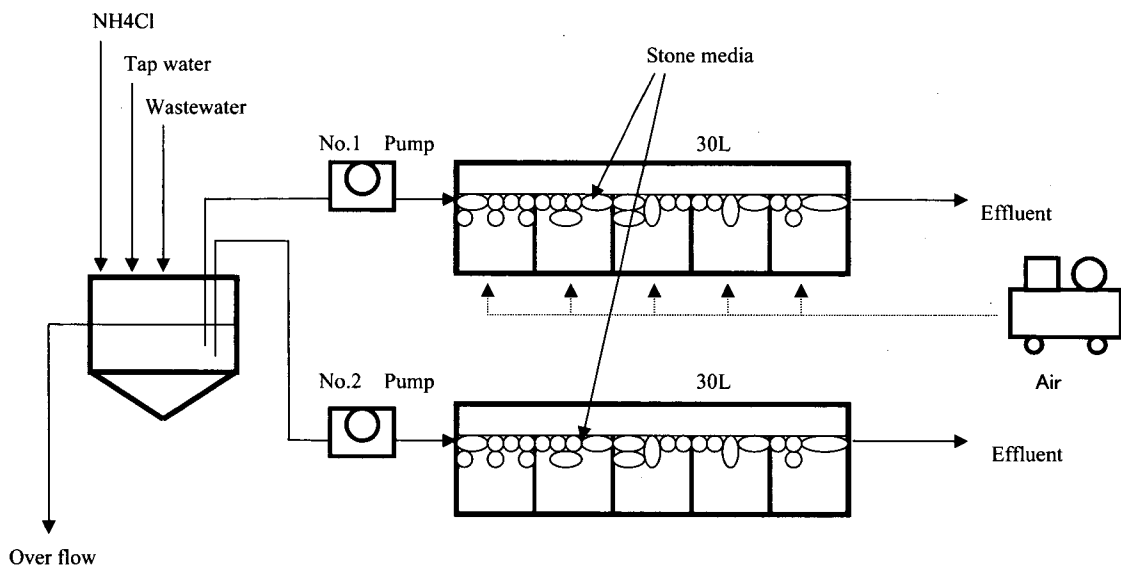 NH4Cl
Tap water
Wastewater
Stone media
No.1 Pump
30L
Effluent
No.2 Pump
30L
Air
Effluent
Over flow